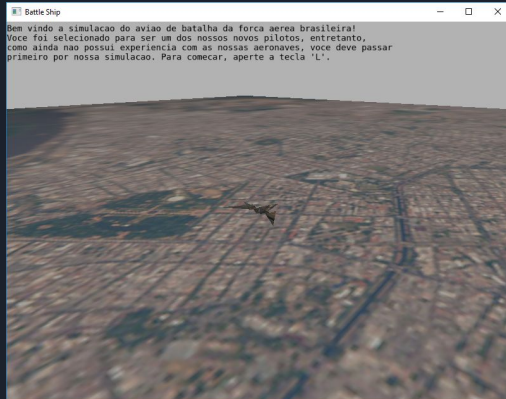 Battle Ship
Bem vindo a simulacao do aviao de batalha da forca aerea brasileira!
Voce foi selecionado para ser um dos nossos novos pilotos, entretanto,
como ainda nao possui experiencia com as nossas aeronaves, voce deve passar
primeiro por nossa simulacao. Para comecar, aperte a tecla 'L'.